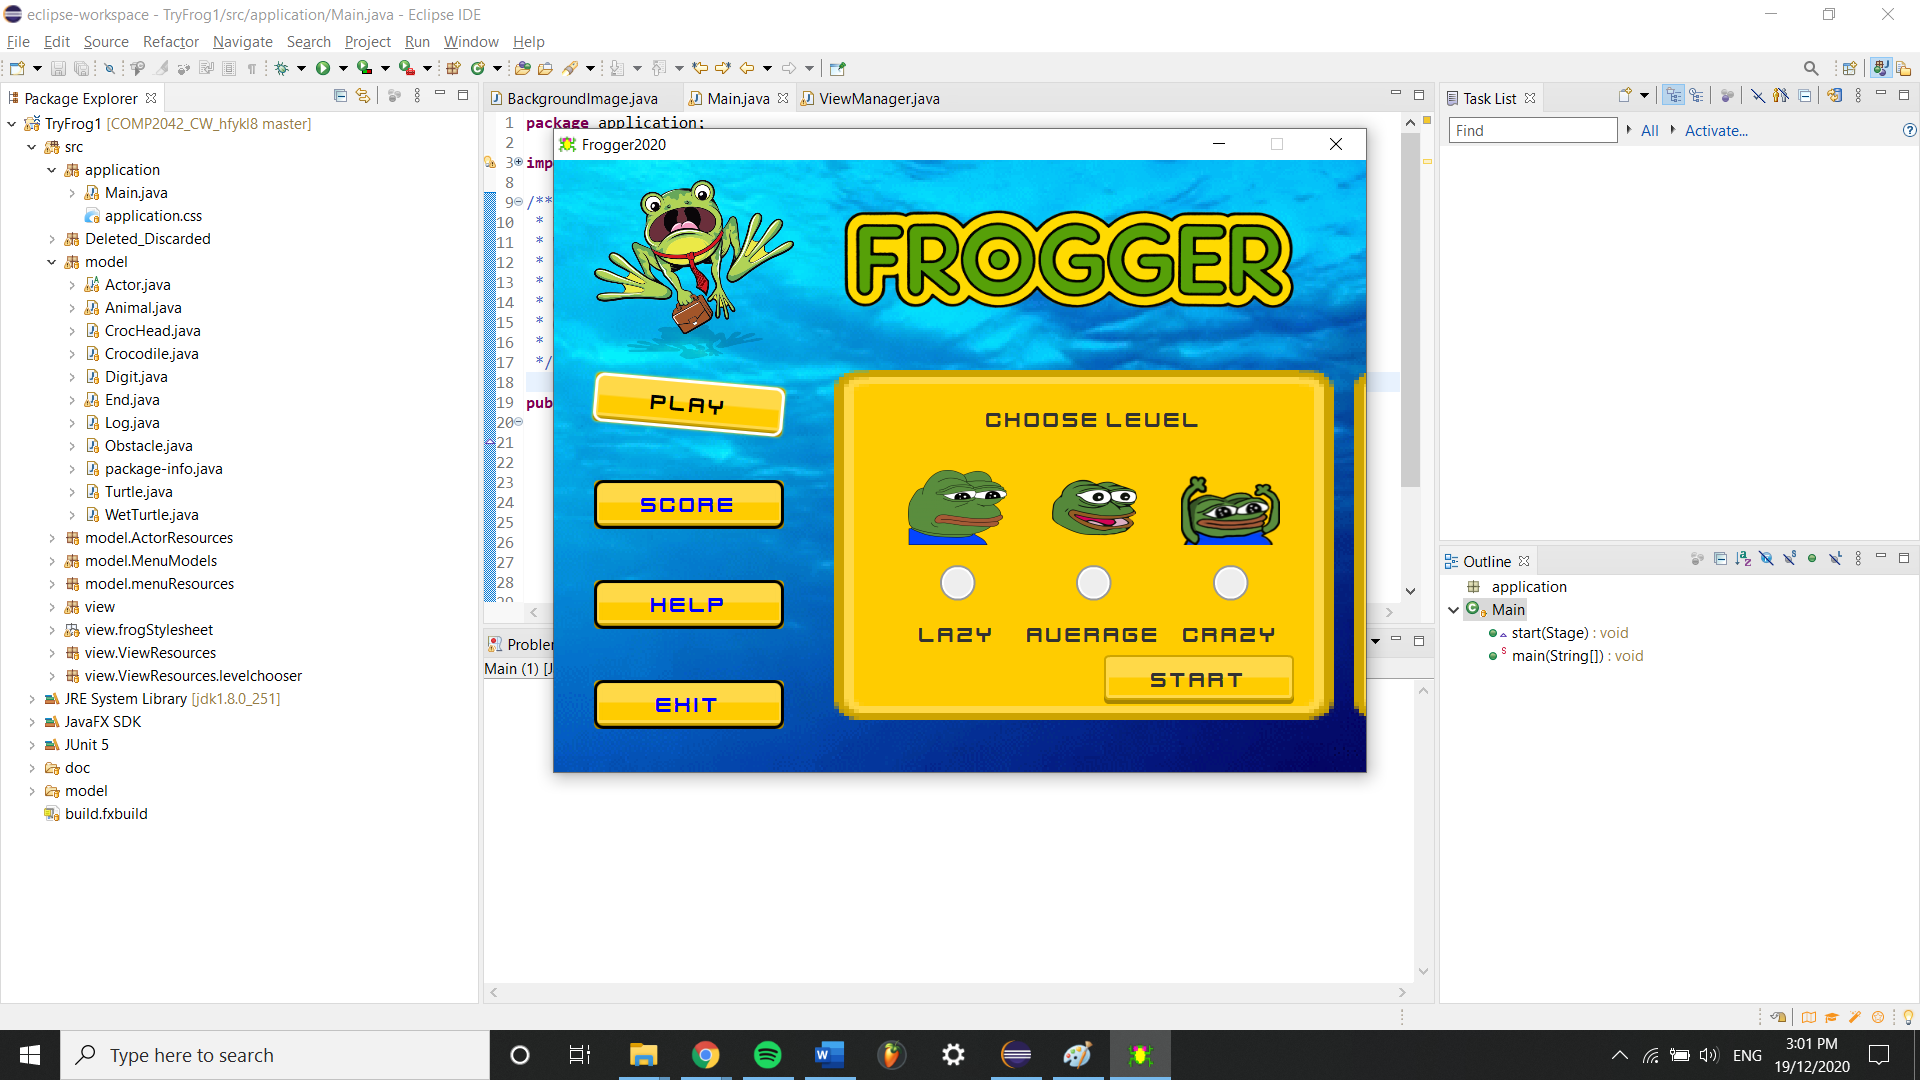 eclipse-workspace - TryFrog1/src/application/Main.java - Eclipse IDE
File Edit Source Refactor Navigate Search Project Run Window Help
Package Explorer
TryFrog1 [COMP2042_CW_hfykl8 master]
src
application
Main.java
application.css
Deleted_Discarded
model
Actor.java
Animal.java
CrocHead.java
Crocodile.java
Digit.java
End.java
Log.java
Obstacle.java
package-info.java
Turtle.java
WetTurtle.java
model.ActorResources
model.MenuModels
model.menuResources
view
view.frogStylesheet
view.ViewResources
view.ViewResources.levelchooser
JRE System Library [jdk1.8.0_251]
JavaFX SDK
JUnit 5
doc
model
build.fxbuild
BackgroundImage.java Main.java ViewManager.java
1 package application;
2
3 imp
8
9 /**
10 *
11 *
12 *
13 *
14 *
15 *
16 *
17 */
18
19 pub
20
21
22
23
24
25
26
27
28
Problem
Main (1) [J
Frogger2020
FROGGER
PLAY
SCORE
HELP
EXIT
CHOOSE LEVEL
LAZY AVERAGE CRAZY
START
Task List
Find All Activate...
Outline
application
Main
start(Stage) : void
main(String[]) : void
Type here to search
ENG
3:01 PM
19/12/2020